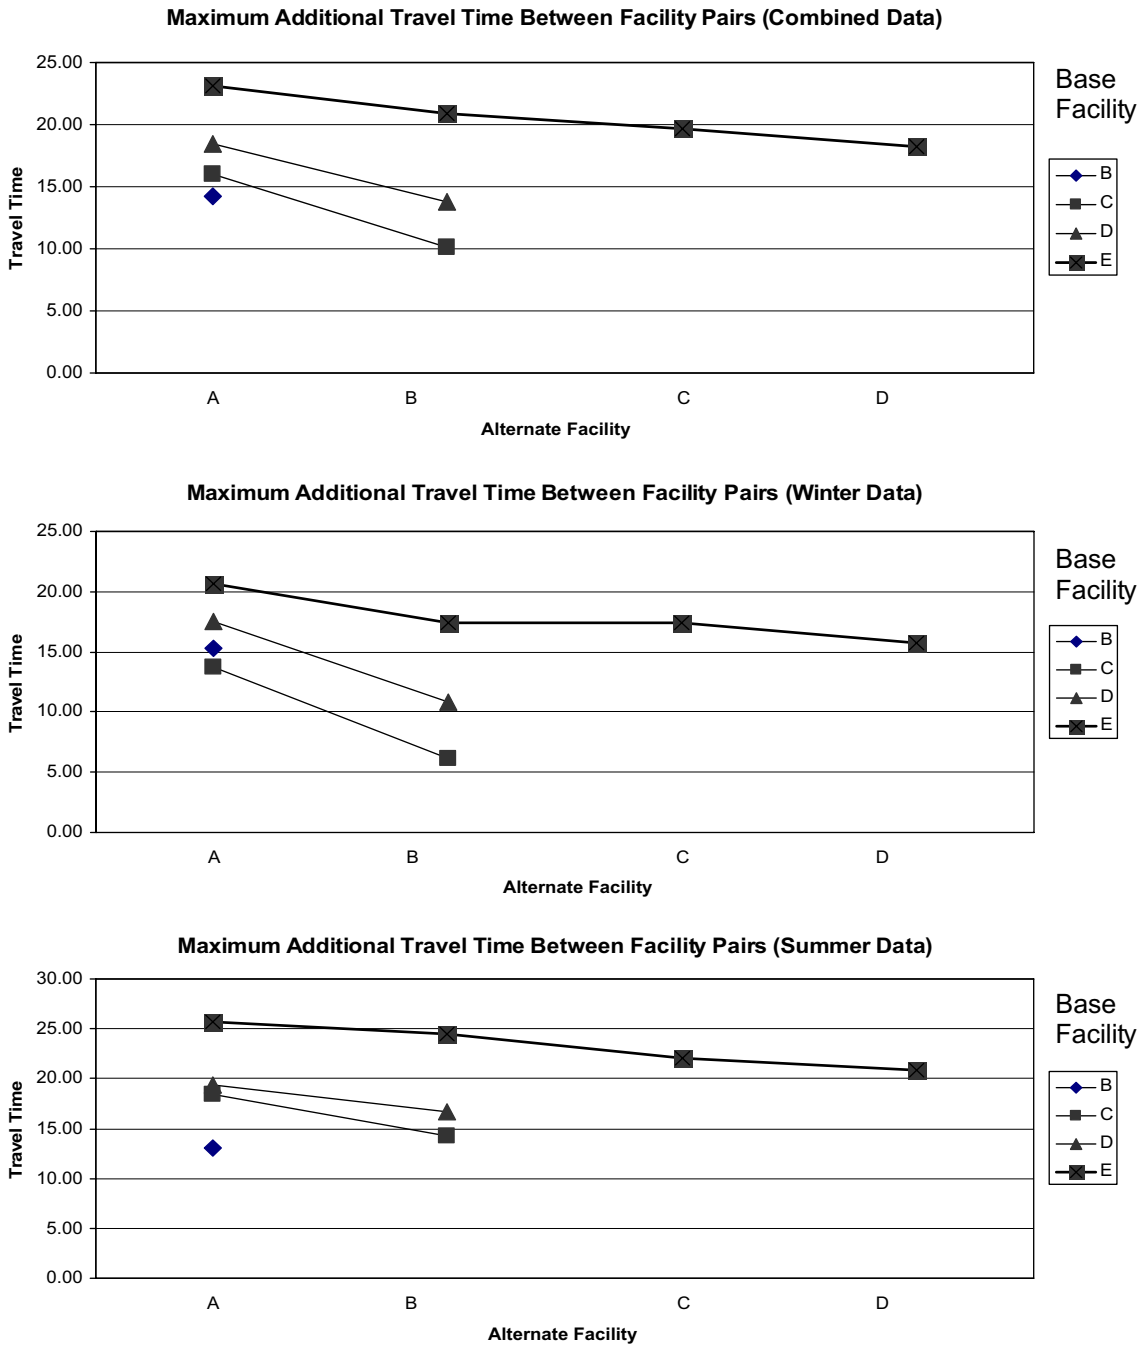 Maximum Additional Travel Time Between Facility Pairs (Combined Data)
25.00
20.00
15.00
10.00
5.00
0.00
Travel Time
A B C D
Alternate Facility
Base
Facility
B
C
D
E
Maximum Additional Travel Time Between Facility Pairs (Winter Data)
25.00
20.00
15.00
10.00
5.00
0.00
Travel Time
A B C D
Alternate Facility
Base
Facility
B
C
D
E
Maximum Additional Travel Time Between Facility Pairs (Summer Data)
30.00
25.00
20.00
15.00
10.00
5.00
0.00
Travel Time
A B C D
Alternate Facility
Base
Facility
B
C
D
E